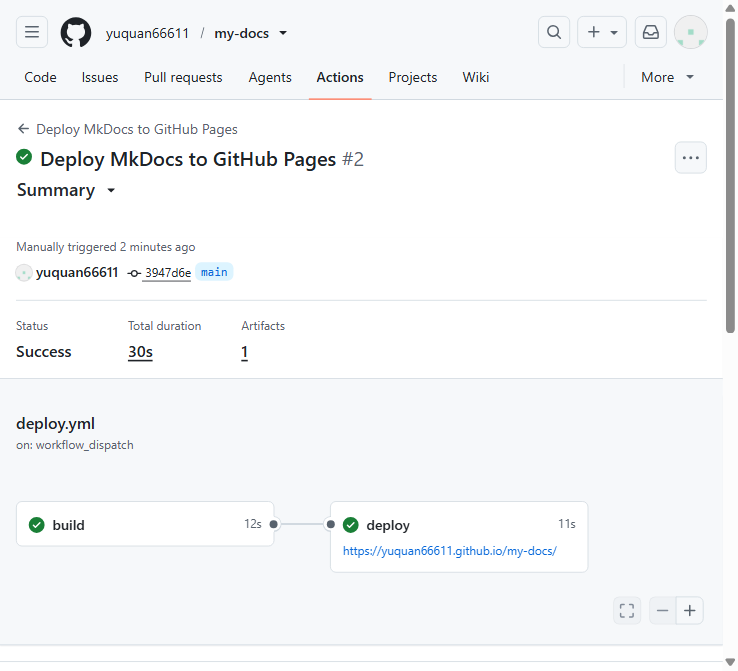 yuquan66611 / my-docs
Code Issues Pull requests Agents Actions Projects Wiki More
Deploy MkDocs to GitHub Pages
Deploy MkDocs to GitHub Pages #2
Summary
Manually triggered 2 minutes ago
yuquan66611 3947d6e main
Status Total duration Artifacts
Success 30s 1
deploy.yml
on: workflow_dispatch
build 12s deploy 11s
https://yuquan66611.github.io/my-docs/